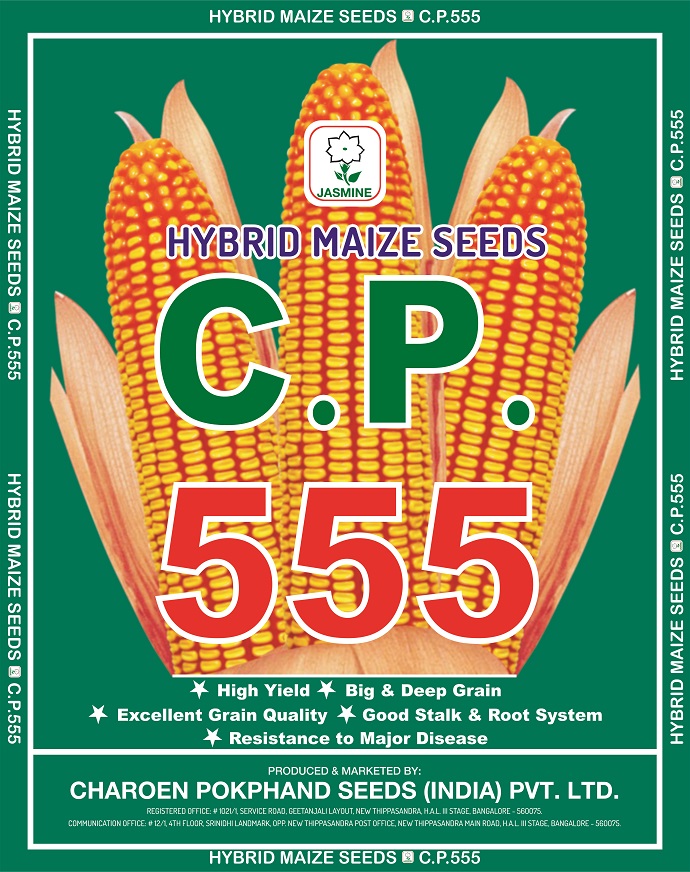 HYBRID MAIZE SEEDS C.P.555
HYBRID MAIZE SEEDS C.P.555
HYBRID MAIZE SEEDS C.P.555
HYBRID MAIZE SEEDS C.P.555
HYBRID MAIZE SEEDS C.P.555
JASMINE
HYBRID MAIZE SEEDS
C.P.
555
High Yield Big & Deep Grain
Excellent Grain Quality Good Stalk & Root System
Resistance to Major Disease
PRODUCED & MARKETED BY:
CHAROEN POKPHAND SEEDS (INDIA) PVT. LTD.
REGISTERED OFFICE: # 1021/1, SERVICE ROAD, GEETANJALI LAYOUT, NEW THIPPASANDRA, H.A.L. III STAGE, BANGALORE - 560075.
COMMUNICATION OFFICE: # 12/1, 4TH FLOOR, SRINIDHI LANDMARK, OPP. NEW THIPPASANDRA POST OFFICE, NEW THIPPASANDRA MAIN ROAD, H.A.L. III STAGE, BANGALORE - 560075.
HYBRID MAIZE SEEDS C.P.555